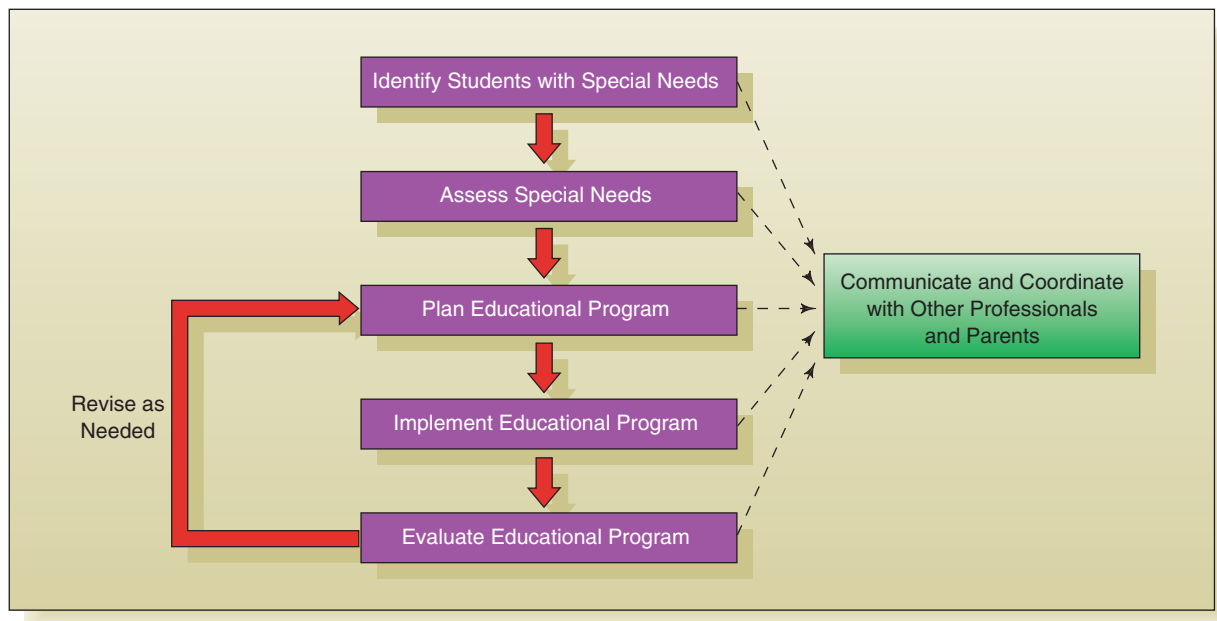 Identify Students with Special Needs
Assess Special Needs
Plan Educational Program
Implement Educational Program
Evaluate Educational Program
Revise as
Needed
Communicate and Coordinate
with Other Professionals
and Parents